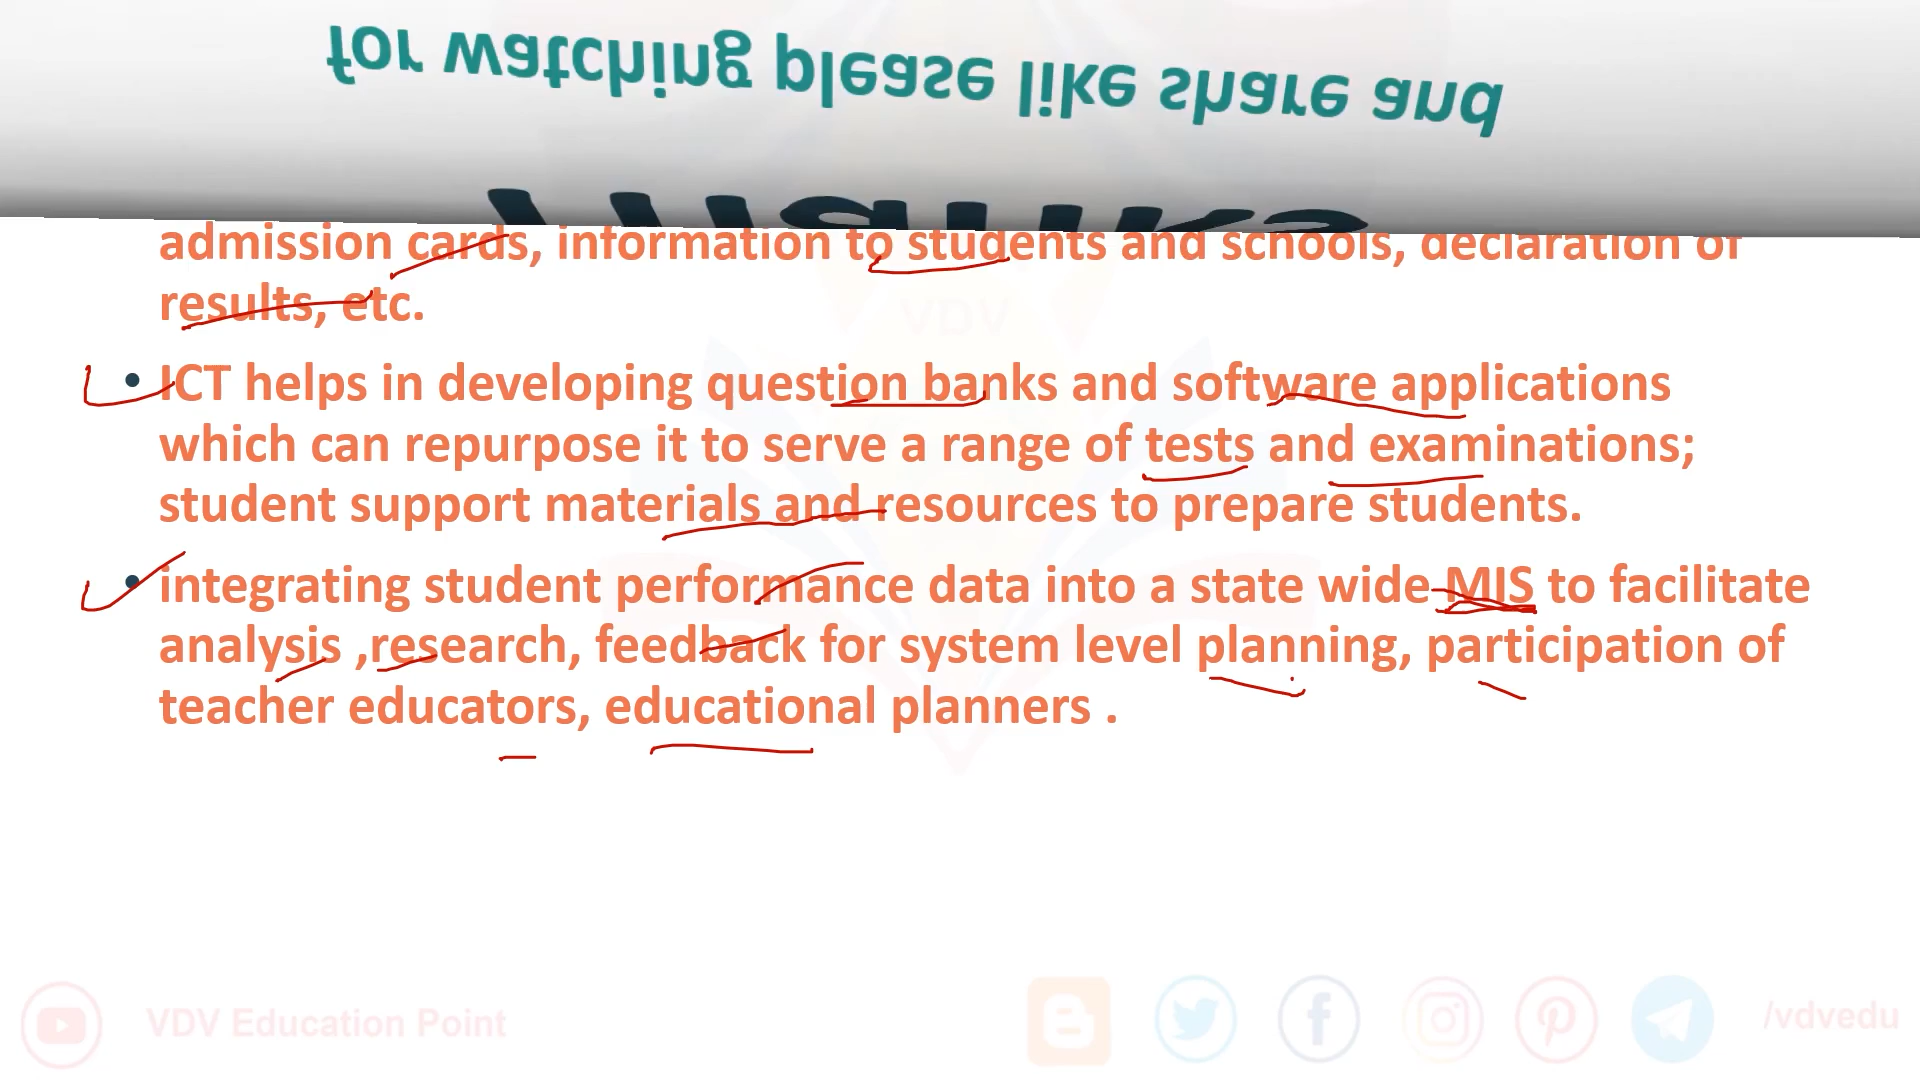 for watching please like share and
Thanks
admission cards, information to students and schools, declaration of
results, etc.
• ICT helps in developing question banks and software applications
which can repurpose it to serve a range of tests and examinations;
student support materials and resources to prepare students.
• integrating student performance data into a state wide MIS to facilitate
analysis ,research, feedback for system level planning, participation of
teacher educators, educational planners .
VDV
VDV Education Point
/vdvedu